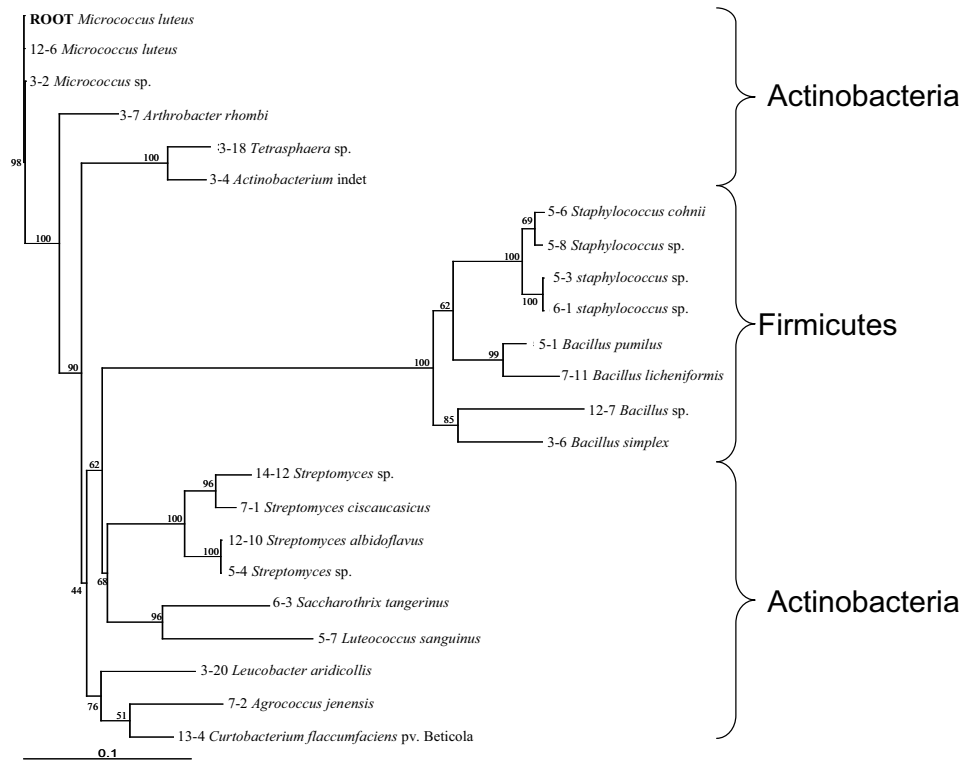 ROOT Micrococcus luteus
12-6 Micrococcus luteus
3-2 Micrococcus sp.
Actinobacteria
3-7 Arthrobacter rhombi
3-18 Tetrasphaera sp.
100
98
3-4 Actinobacterium indet
5-6 Staphylococcus cohnii
69
100
5-8 Staphylococcus sp.
100
5-3 staphylococcus sp.
100
62
6-1 staphylococcus sp.
Firmicutes
5-1 Bacillus pumilus
99
90
100
7-11 Bacillus licheniformis
12-7 Bacillus sp.
85
3-6 Bacillus simplex
62
14-12 Streptomyces sp.
96
7-1 Streptomyces ciscaucasicus
100
12-10 Streptomyces albidoflavus
100
5-4 Streptomyces sp.
68
44
6-3 Saccharothrix tangerinus
Actinobacteria
96
5-7 Luteococcus sanguinus
3-20 Leucobacter aridicollis
76
7-2 Agrococcus jenensis
51
13-4 Curtobacterium flaccumfaciens pv. Beticola
0.1